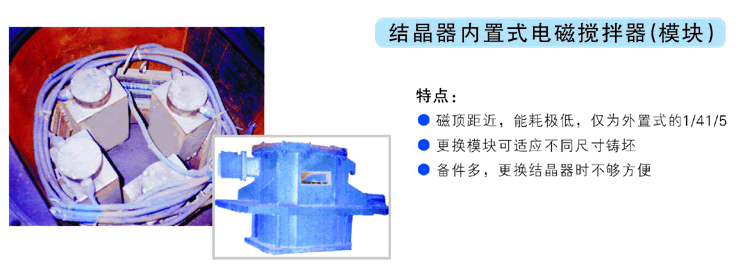 结晶器内置式电磁搅拌器(模块)
特点：
磁顶距近，能耗极低，仅为外置式的1/41/5
更换模块可适应不同尺寸铸坯
备件多，更换结晶器时不够方便